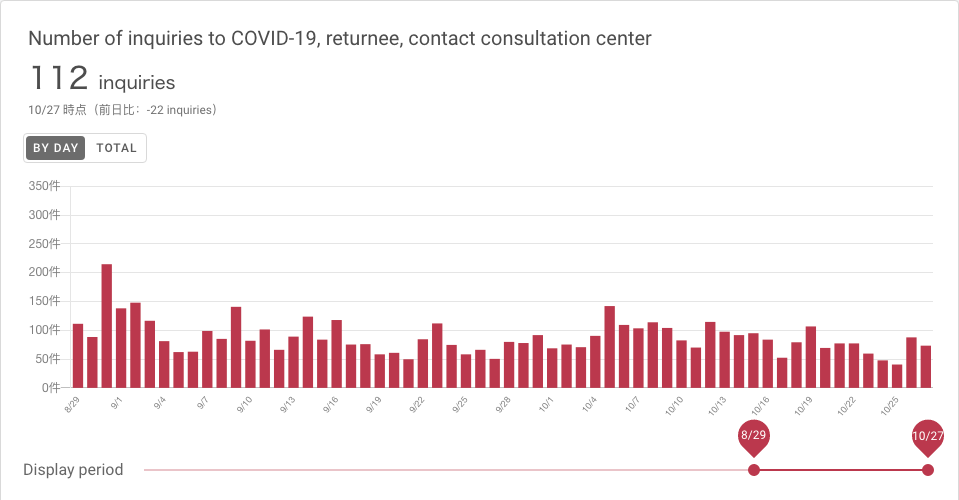 Number of inquiries to COVID-19, returnee, contact consultation center
112 inquiries
10/27 時点（前日比：-22 inquiries）
BY DAY TOTAL
350件
300件
250件
200件
150件
100件
50件
0件
8/29 9/1 9/4 9/7 9/10 9/13 9/16 9/19 9/22 9/25 9/28 10/1 10/4 10/7 10/10 10/13 10/16 10/19 10/22 10/25
8/29 10/27
Display period